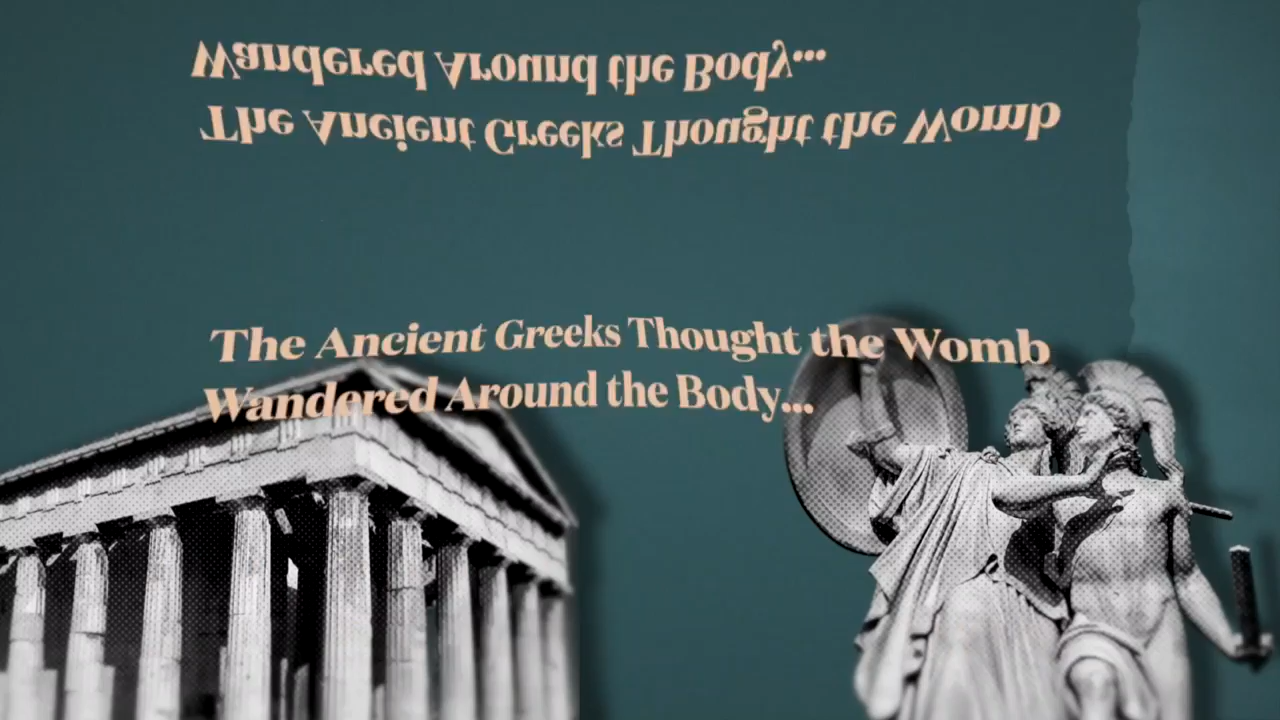 Wandered Around the Body...
The Ancient Greeks Thought the Womb
The Ancient Greeks Thought the Womb
Wandered Around the Body...